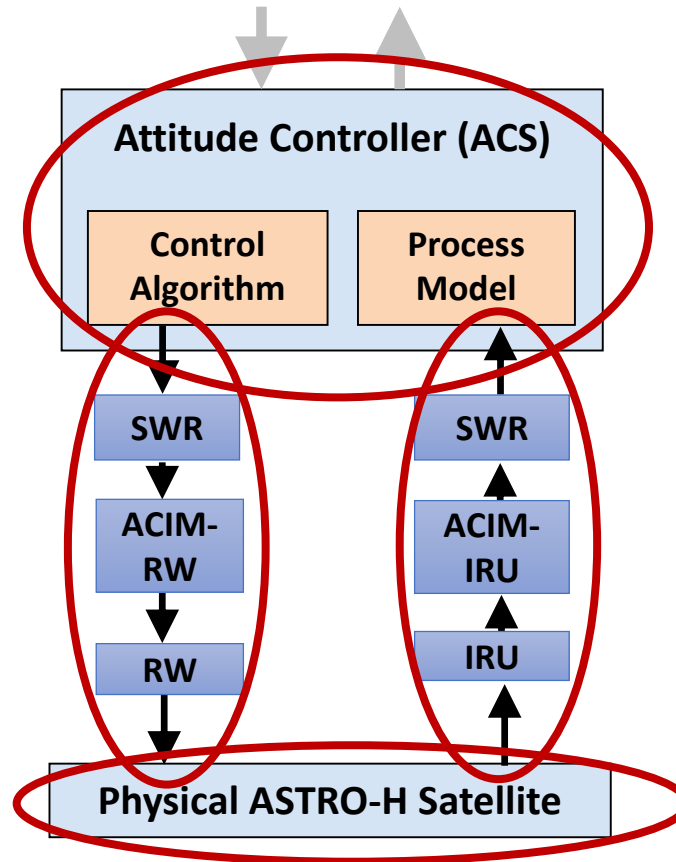 Attitude Controller (ACS)
Control
Algorithm
Process
Model
SWR
SWR
ACIM-
RW
ACIM-
IRU
RW
IRU
Physical ASTRO-H Satellite